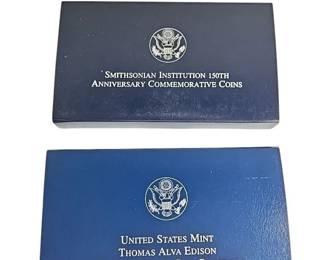 SMITHSONIAN INSTITUTION 150TH
ANNIVERSARY COMMEMORATIVE COINS
UNITED STATES MINT
THOMAS ALVA EDISON